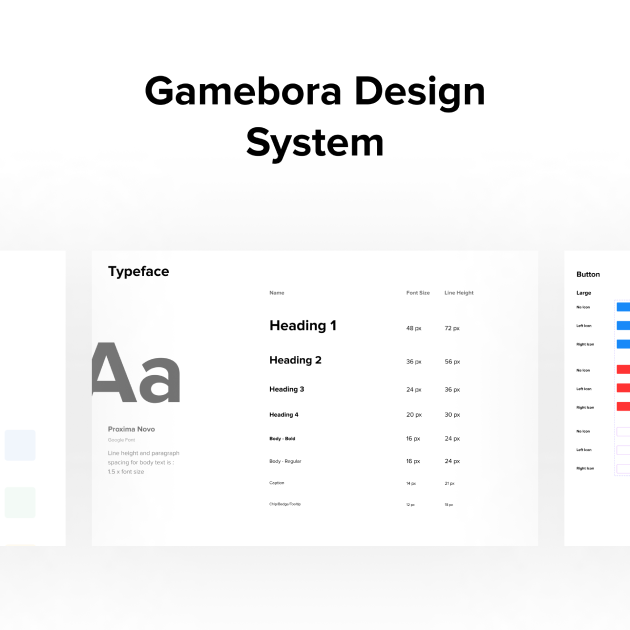 Gamebora Design
System
Typeface
Name Font Size Line Height
Heading 1 48 px 72 px
Heading 2 36 px 56 px
Heading 3 24 px 36 px
Heading 4 20 px 30 px
Body - Bold 16 px 24 px
Body - Regular 16 px 24 px
Caption 14 px 21 px
Chip/Badge/Tooltip 12 px 18 px
Aa
Proxima Novo
Google Font
Line height and paragraph
spacing for body text is :
1.5 x font size
Button
Large
No Icon
Left Icon
Right Icon
No Icon
Left Icon
Right Icon
No Icon
Left Icon
Right Icon